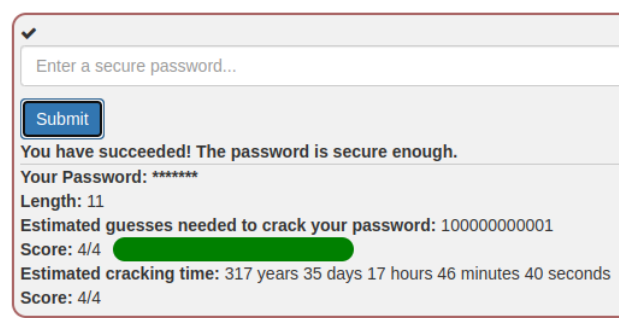 ✔
Enter a secure password...
Submit
You have succeeded! The password is secure enough.
Your Password: *******
Length: 11
Estimated guesses needed to crack your password: 100000000001
Score: 4/4
Estimated cracking time: 317 years 35 days 17 hours 46 minutes 40 seconds
Score: 4/4